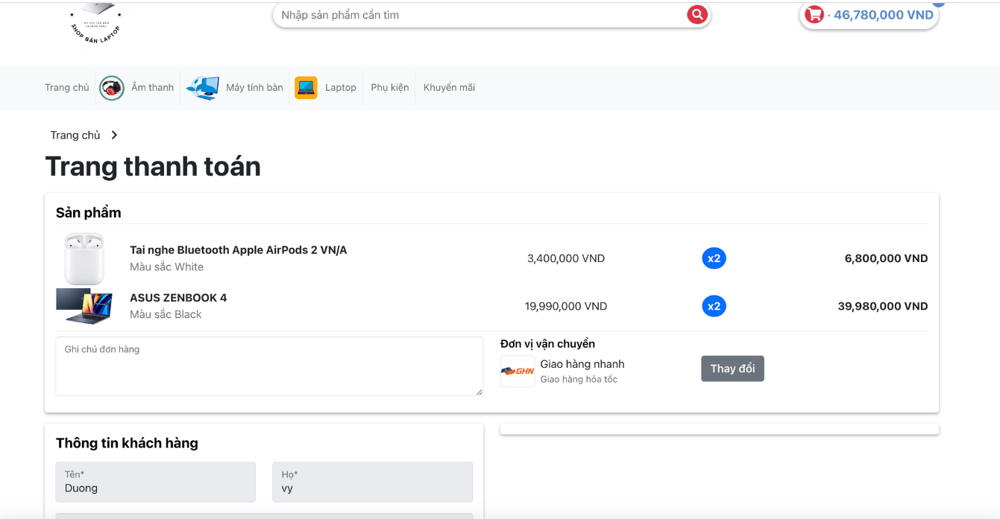 SHOP BÁN LAPTOP
Nhập sản phẩm cần tìm
· 46,780,000 VND
Trang chủ
Âm thanh
Máy tính bàn
Laptop
Phụ kiện
Khuyến mãi
Trang chủ
Trang thanh toán
Sản phẩm
Tai nghe Bluetooth Apple AirPods 2 VN/A
Màu sắc White
3,400,000 VND
x2
6,800,000 VND
ASUS ZENBOOK 4
Màu sắc Black
19,990,000 VND
x2
39,980,000 VND
Ghi chú đơn hàng
Đơn vị vận chuyển
GHN
Giao hàng nhanh
Giao hàng hỏa tốc
Thay đổi
Thông tin khách hàng
Tên*
Duong
Họ*
vy